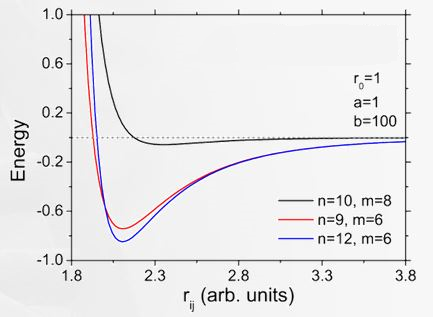 1.0
0.6
0.2
-0.2
-0.6
-1.0
Energy
r0=1
a=1
b=100
n=10, m=8
n=9, m=6
n=12, m=6
1.8 2.3 2.8 3.3 3.8
rij (arb. units)